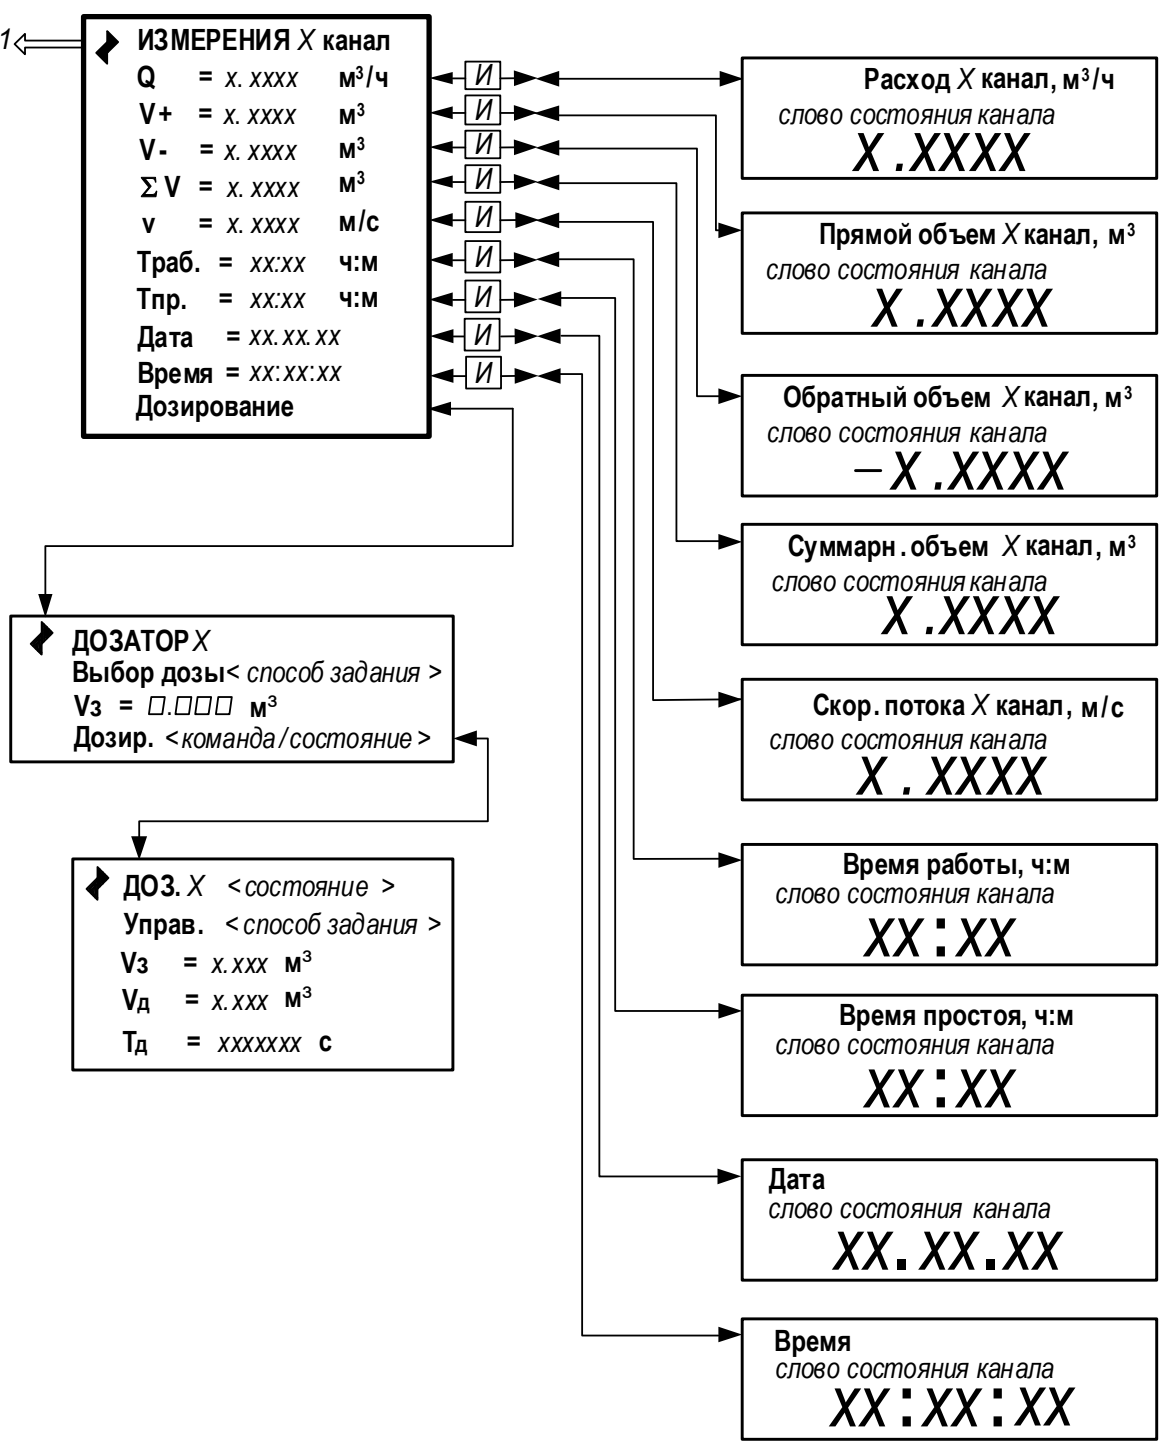 1
ИЗМЕРЕНИЯ X канал
Q = x.xxxx м³/ч
V+ = x.xxxx м³
V- = x.xxxx м³
ΣV = x.xxxx м³
v = x.xxxx м/с
Траб. = xx:xx ч:м
Тпр. = xx:xx ч:м
Дата = xx.xx.xx
Время = xx:xx:xx
Дозирование
И
И
И
И
И
И
И
И
И
Расход X канал, м³/ч
слово состояния канала
X.XXXX
Прямой объем X канал, м³
слово состояния канала
X.XXXX
Обратный объем X канал, м³
слово состояния канала
–X.XXXX
Суммарн.объем X канал, м³
слово состояния канала
X.XXXX
Скор.потока X канал, м/с
слово состояния канала
X.XXXX
Время работы, ч:м
слово состояния канала
XX:XX
Время простоя, ч:м
слово состояния канала
XX:XX
Дата
слово состояния канала
XX.XX.XX
Время
слово состояния канала
XX:XX:XX
ДОЗАТОР X
Выбор дозы< способ задания >
Vз = □.□□□ м³
Дозир. <команда/состояние>
ДОЗ. X <состояние >
Управ. <способ задания >
Vз = x.xxx м³
Vд = x.xxx м³
Тд = xxxxxxx с